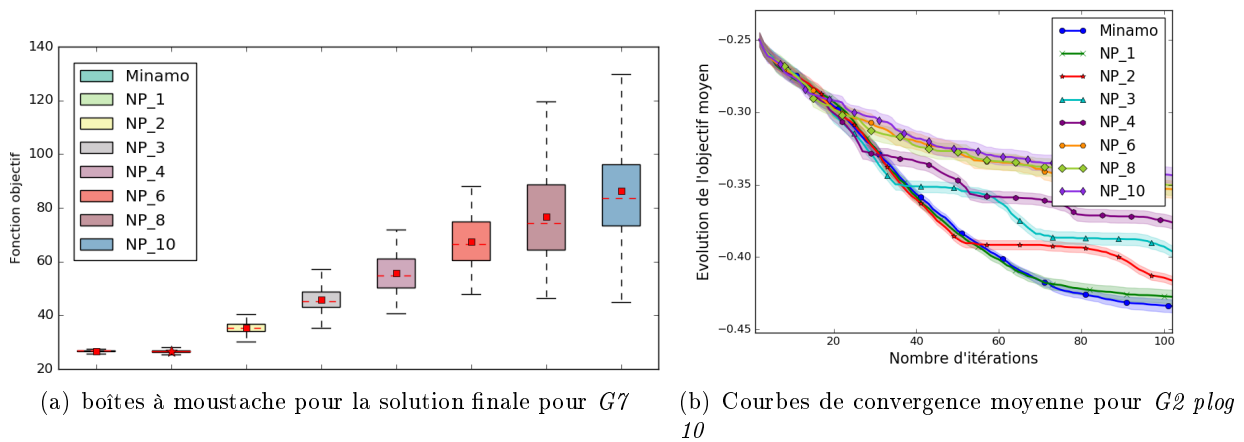 140
120
100
80
60
40
20
Fonction objectif
Minamo
NP_1
NP_2
NP_3
NP_4
NP_6
NP_8
NP_10
(a) boîtes à moustache pour la solution finale pour G7
−0.25
−0.30
−0.35
−0.40
−0.45
Evolution de l'objectif moyen
20
40
60
80
100
Nombre d'itérations
Minamo
NP_1
NP_2
NP_3
NP_4
NP_6
NP_8
NP_10
(b) Courbes de convergence moyenne pour G2 plog
10